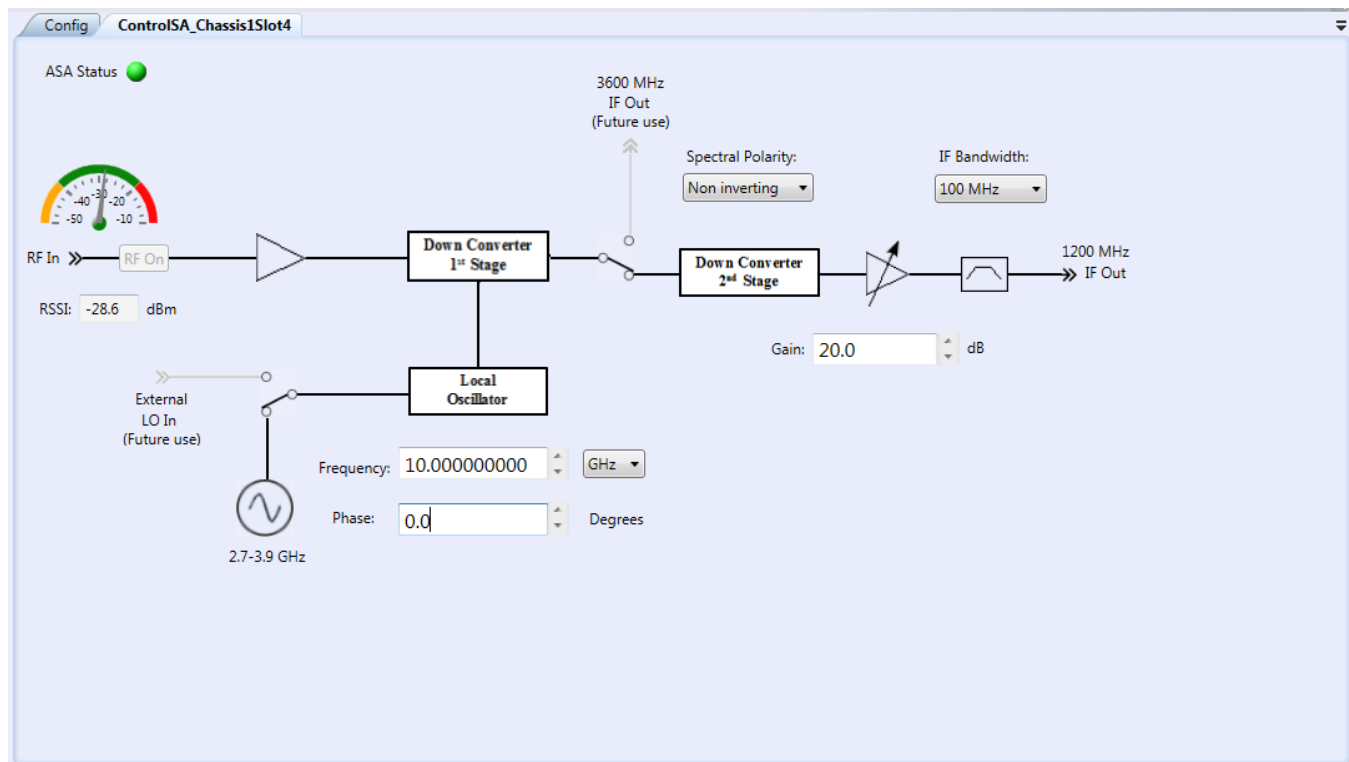 Config
ControlSA_Chassis1Slot4
ASA Status
3600 MHz
IF Out
(Future use)
Spectral Polarity:
Non inverting
IF Bandwidth:
100 MHz
-50
-40
-30
-20
-10
RF In
RF On
RSSI: -28.6 dBm
Down Converter
1st Stage
Down Converter
2nd Stage
1200 MHz
IF Out
Gain: 20.0 dB
External
LO In
(Future use)
Local
Oscillator
2.7-3.9 GHz
Frequency: 10.000000000 GHz
Phase: 0.0 Degrees